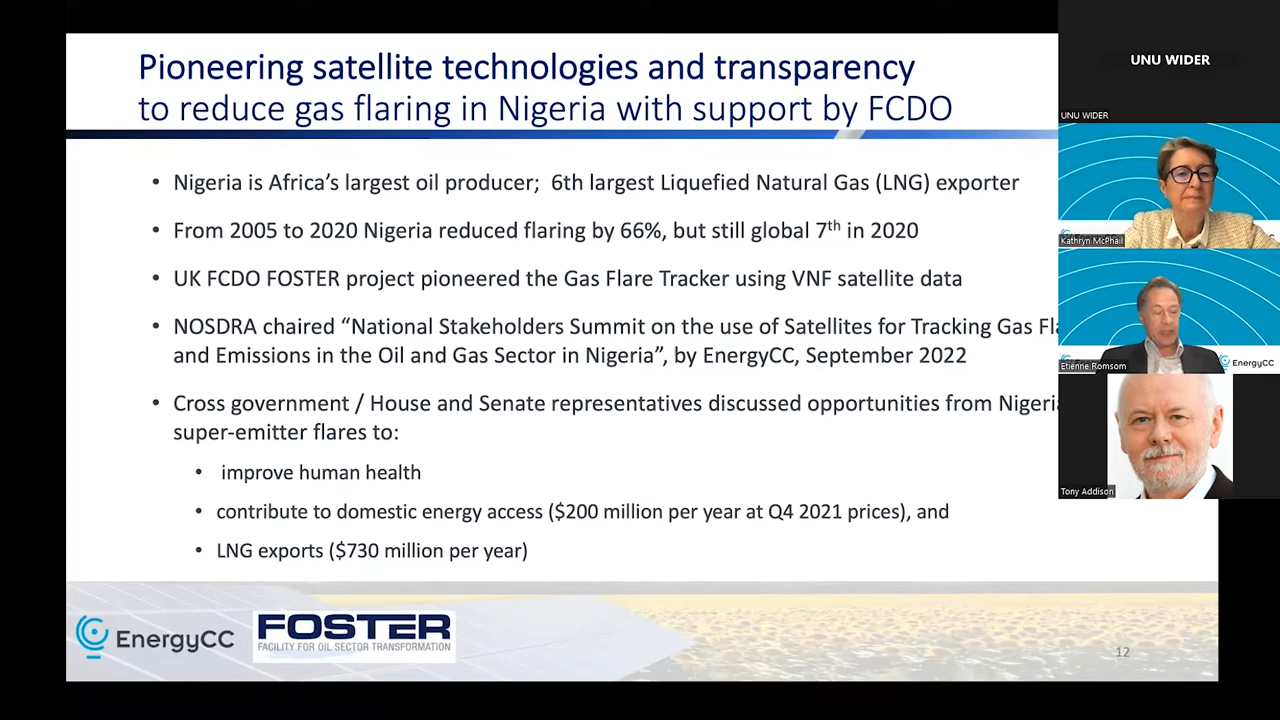 Pioneering satellite technologies and transparency
to reduce gas flaring in Nigeria with support by FCDO
• Nigeria is Africa's largest oil producer; 6th largest Liquefied Natural Gas (LNG) exporter
• From 2005 to 2020 Nigeria reduced flaring by 66%, but still global 7th in 2020
• UK FCDO FOSTER project pioneered the Gas Flare Tracker using VNF satellite data
• NOSDRA chaired “National Stakeholders Summit on the use of Satellites for Tracking Gas
and Emissions in the Oil and Gas Sector in Nigeria”, by EnergyCC, September 2022
• Cross government / House and Senate representatives discussed opportunities from
super-emitter flares to:
• improve human health
• contribute to domestic energy access ($200 million per year at Q4 2021 prices), and
• LNG exports ($730 million per year)
EnergyCC
FOSTER
FACILITY FOR OIL SECTOR TRANSFORMATION
12
UNU WIDER
UNU WIDER
Kathryn McPhail
Etienne Romsom
EnergyCC
Tony Addison